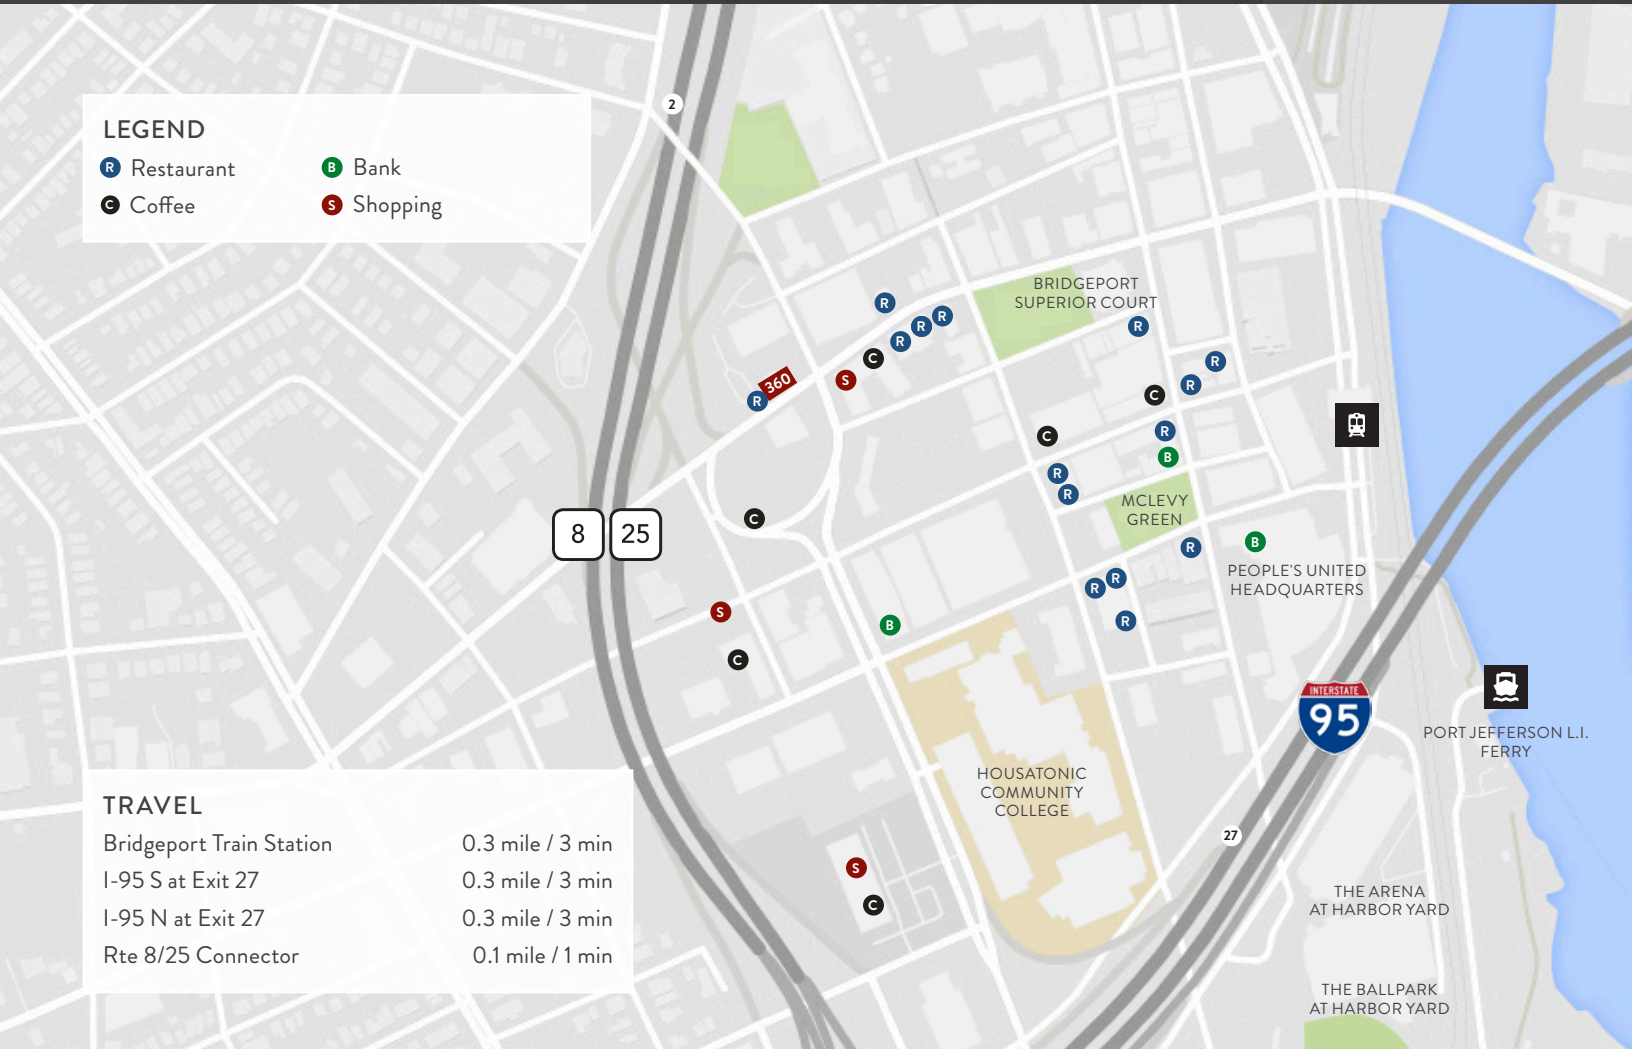 2
LEGEND
R Restaurant
B Bank
C Coffee
S Shopping
BRIDGEPORT
SUPERIOR COURT
R
R
R
R
R
C
R
S
360
R
R
C
R
R
C
B
R
R
MCLEVY
GREEN
C
8
25
B
R
PEOPLE'S UNITED
HEADQUARTERS
R
R
S
R
B
C
INTERSTATE
95
PORT JEFFERSON L.I.
FERRY
HOUSATONIC
COMMUNITY
COLLEGE
TRAVEL
Bridgeport Train Station 0.3 mile / 3 min
I-95 S at Exit 27 0.3 mile / 3 min
I-95 N at Exit 27 0.3 mile / 3 min
Rte 8/25 Connector 0.1 mile / 1 min
27
S
C
THE ARENA
AT HARBOR YARD
THE BALLPARK
AT HARBOR YARD